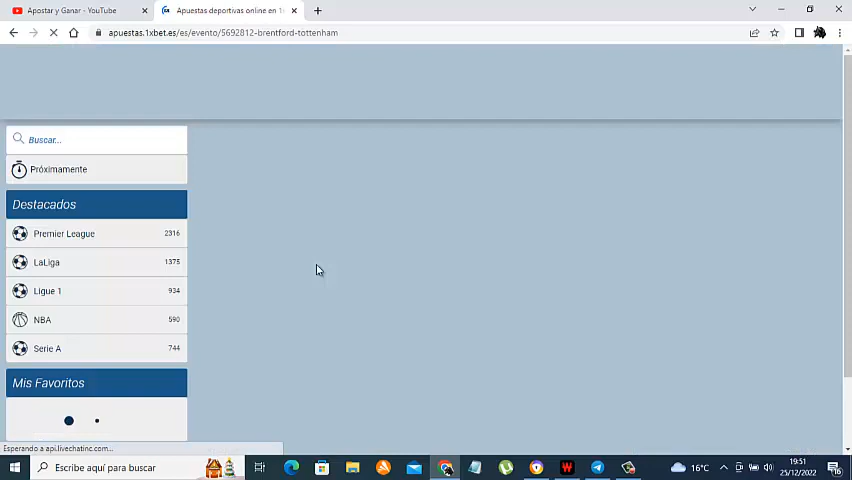 Apostar y Ganar - YouTube
Apuestas deportivas online en 1
apuestas.1xbet.es/es/evento/5692812-brentford-tottenham
Buscar...
Próximamente
Destacados
Premier League 2316
LaLiga 1375
Ligue 1 934
NBA 590
Serie A 744
Mis Favoritos
Esperando a api.livechatinc.com...
Escribe aquí para buscar
16°C
19:51
25/12/2022
16